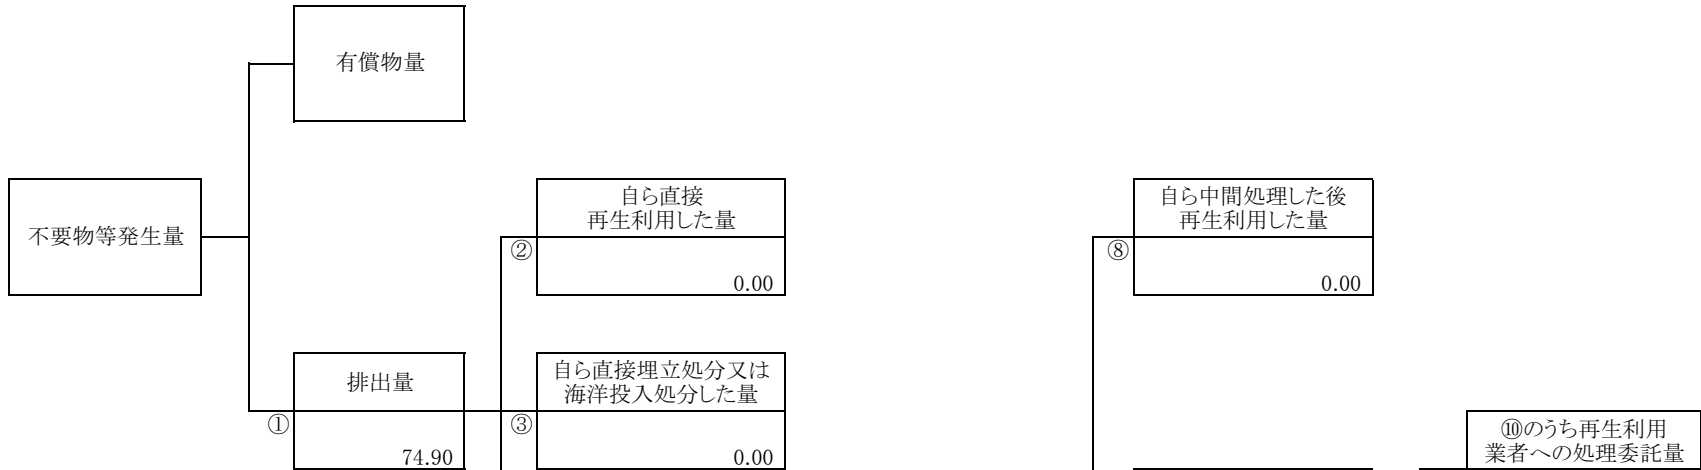 有償物量
不要物等発生量
自ら直接
再生利用した量
②
0.00
自ら中間処理した後
再生利用した量
⑧
0.00
排出量
①
74.90
自ら直接埋立処分又は
海洋投入処分した量
③
0.00
⑩のうち再生利用
業者への処理委託量